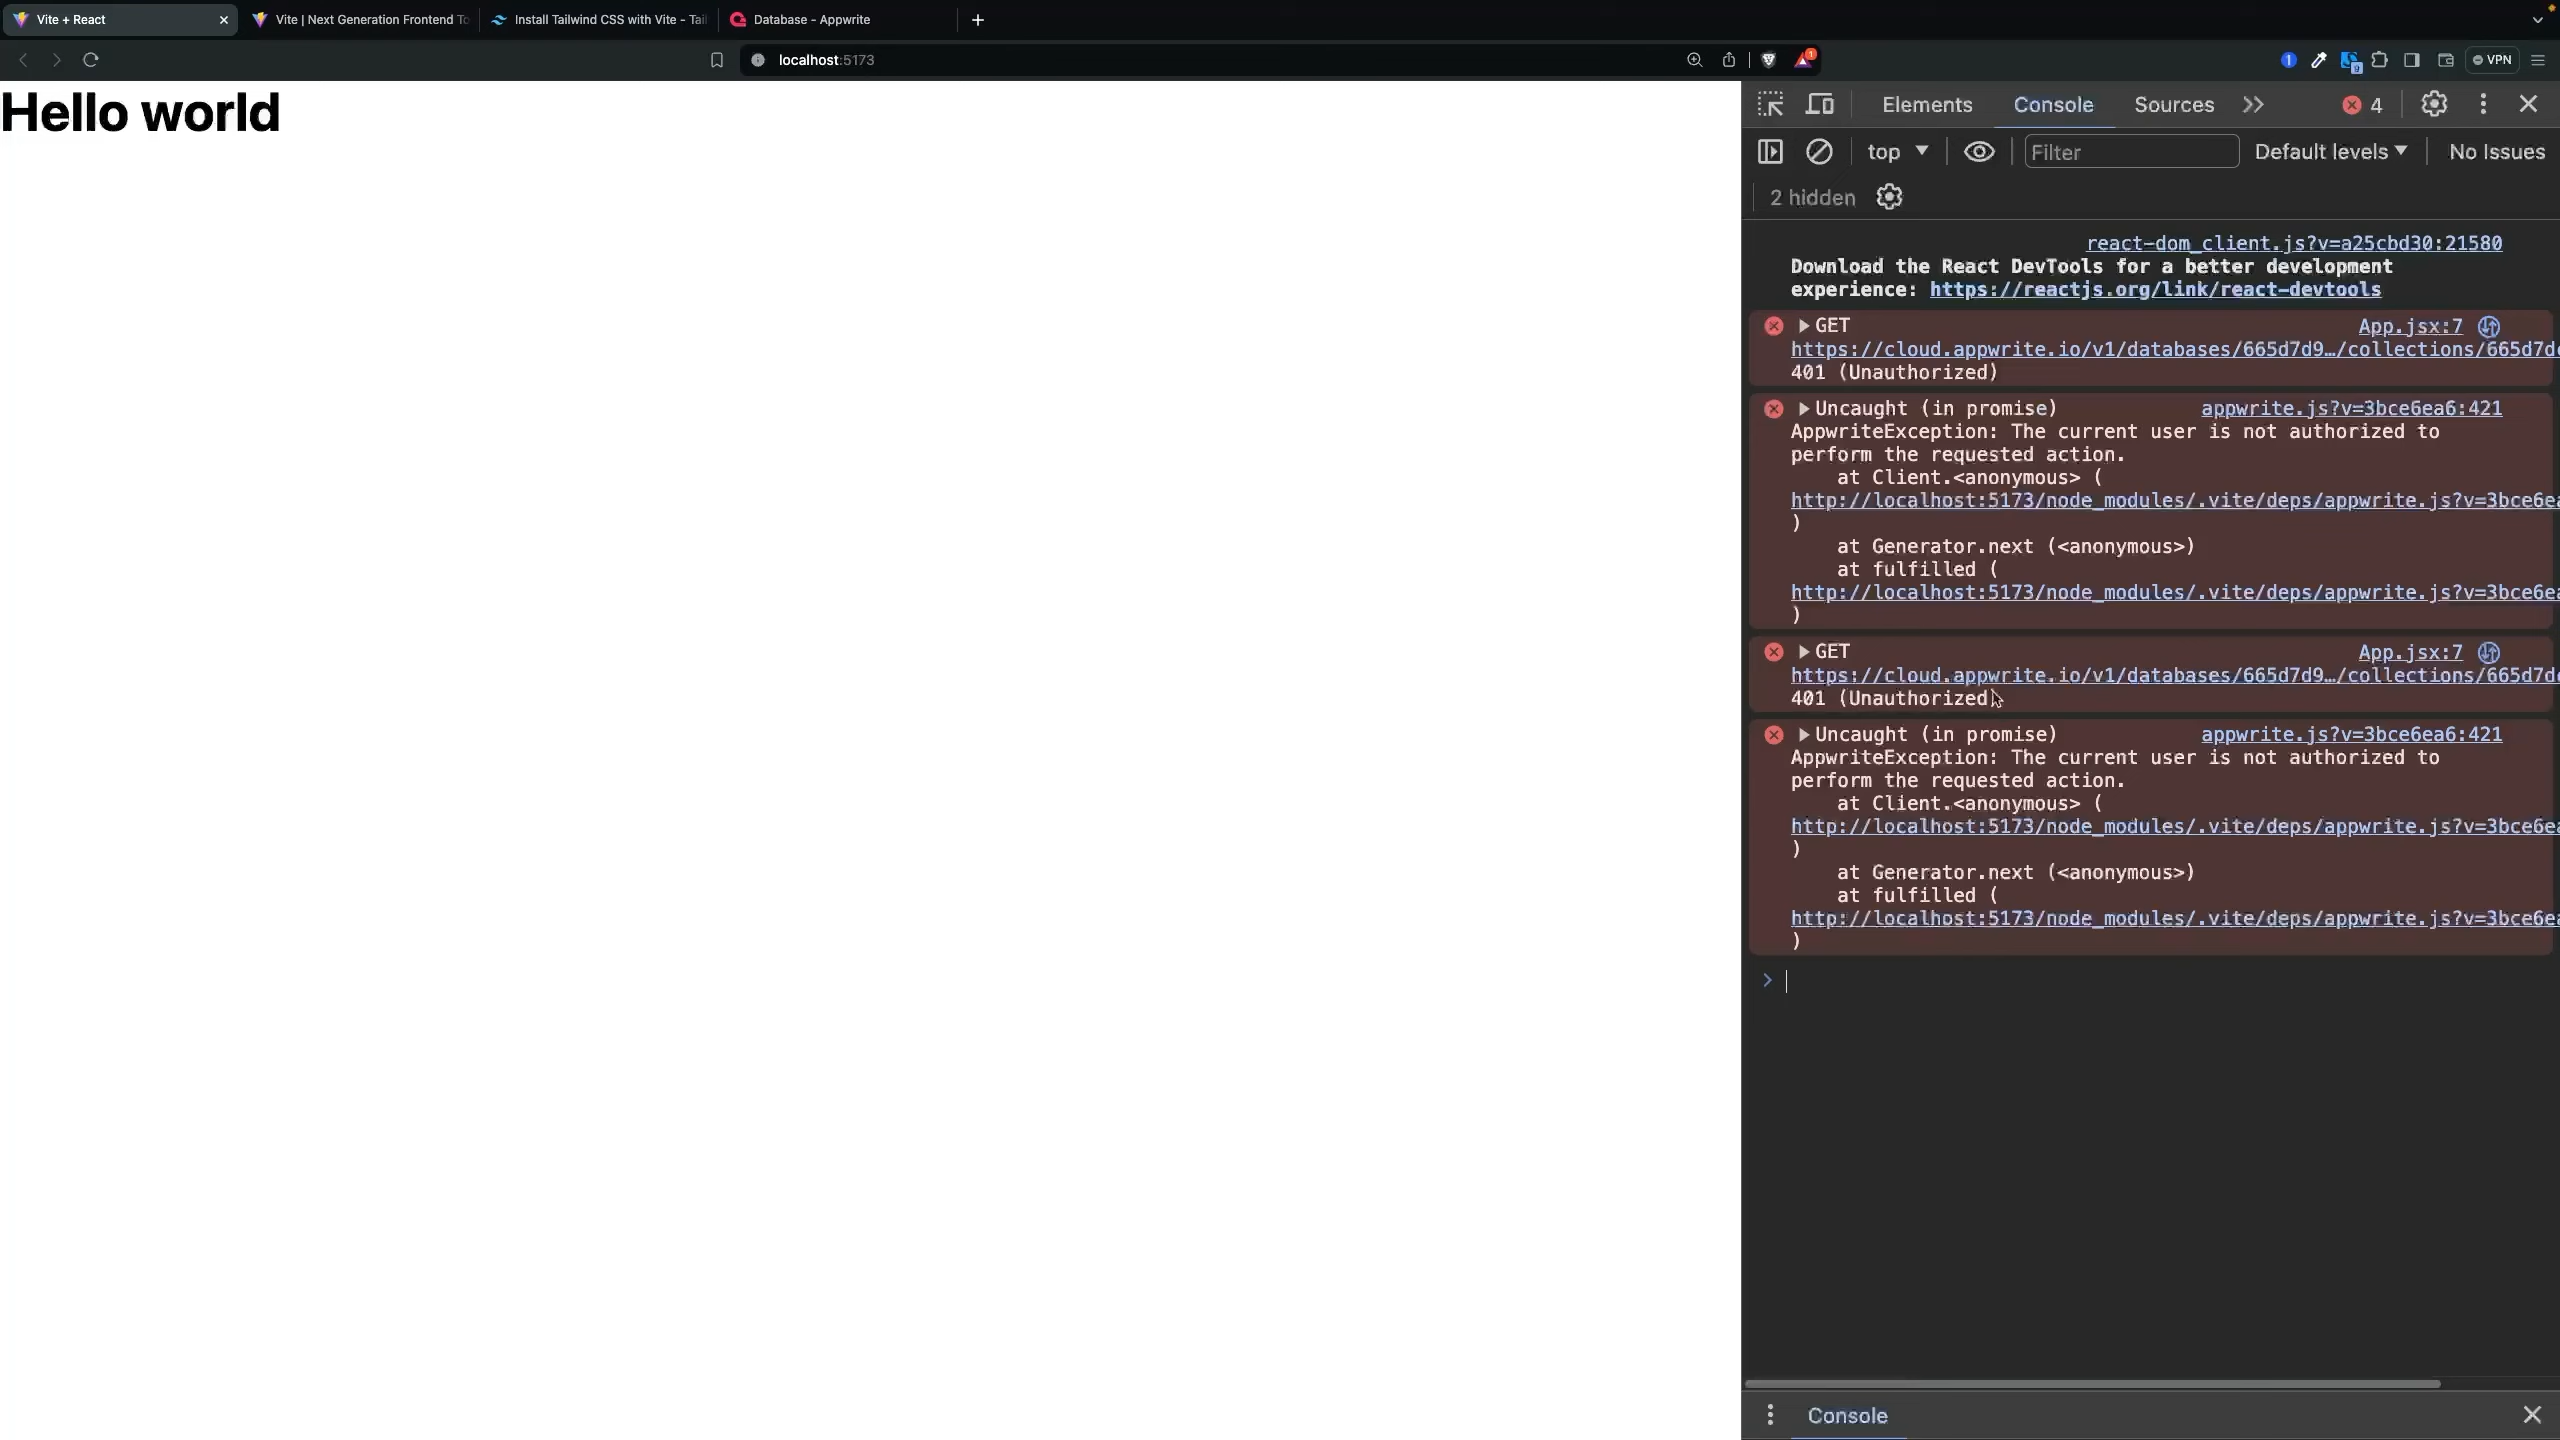 Vite + React
Vite | Next Generation Frontend To
Install Tailwind CSS with Vite - Tai
Database - Appwrite
localhost:5173
1
1
9
VPN
Hello world
Elements
Console
Sources
4
top
Filter
Default levels
No Issues
2 hidden
react-dom_client.js?v=a25cbd30:21580
Download the React DevTools for a better development
experience: https://reactjs.org/link/react-devtools
GET App.jsx:7
https://cloud.appwrite.io/v1/databases/665d7d9…/collections/665d7d
401 (Unauthorized)
Uncaught (in promise) appwrite.js?v=3bce6ea6:421
AppwriteException: The current user is not authorized to
perform the requested action.
at Client.<anonymous> (
http://localhost:5173/node_modules/.vite/deps/appwrite.js?v=3bce6ea
)
at Generator.next (<anonymous>)
at fulfilled (
http://localhost:5173/node_modules/.vite/deps/appwrite.js?v=3bce6ea
)
GET App.jsx:7
https://cloud.appwrite.io/v1/databases/665d7d9…/collections/665d7d
401 (Unauthorized)
Uncaught (in promise) appwrite.js?v=3bce6ea6:421
AppwriteException: The current user is not authorized to
perform the requested action.
at Client.<anonymous> (
http://localhost:5173/node_modules/.vite/deps/appwrite.js?v=3bce6ea
)
at Generator.next (<anonymous>)
at fulfilled (
http://localhost:5173/node_modules/.vite/deps/appwrite.js?v=3bce6ea
)
Console